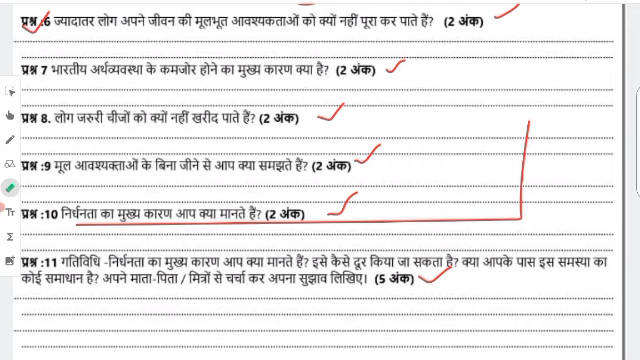 प्रश्न :6 ज्यादातर लोग अपने जीवन की मूलभूत आवश्यकताओं को क्यों नहीं पूरा कर पाते हैं? (2 अंक)
प्रश्न 7 भारतीय अर्थव्यवस्था के कमजोर होने का मुख्य कारण क्या है? (2 अंक)
प्रश्न 8. लोग जरुरी चीजों को क्यों नहीं खरीद पाते है? (2 अंक)
प्रश्न :9 मूल आवश्यक्ताओं के बिना जीने से आप क्या समझते हैं? (2 अंक)
प्रश्न :10 निर्धनता का मुख्य कारण आप क्या मानते हैं? (2 अंक)
प्रश्न :11 गतिविधि -निर्धनता का मुख्य कारण आप क्या मानते हैं? इसे कैसे दूर किया जा सकता है? क्या आपके पास इस समस्या का
कोई समाधान है? अपने माता-पिता / मित्रों से चर्चा कर अपना सुझाव लिखिए। (5 अंक)